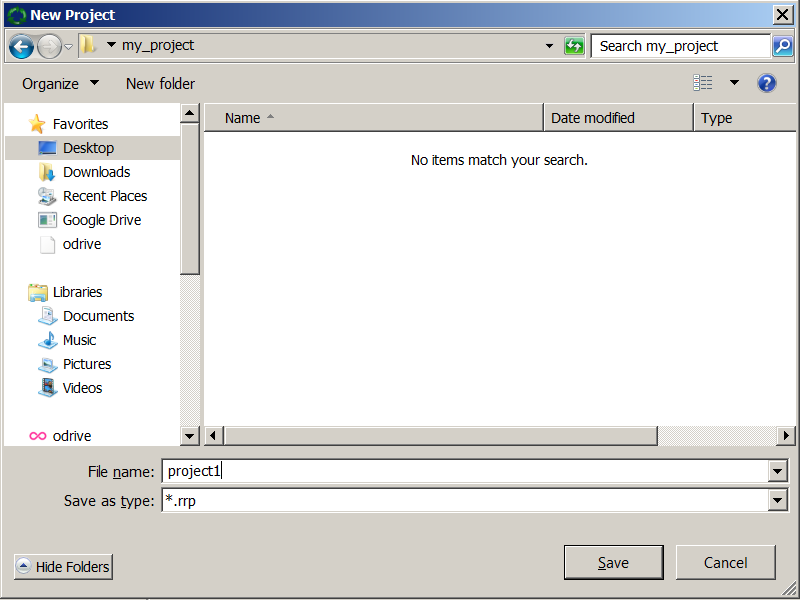 New Project
my_project
Search my_project
Organize
New folder
?
Name
Date modified
Type
Favorites
Desktop
Downloads
Recent Places
Google Drive
odrive
Libraries
Documents
Music
Pictures
Videos
odrive
No items match your search.
File name:
project1
Save as type:
*.rrp
Hide Folders
Save
Cancel